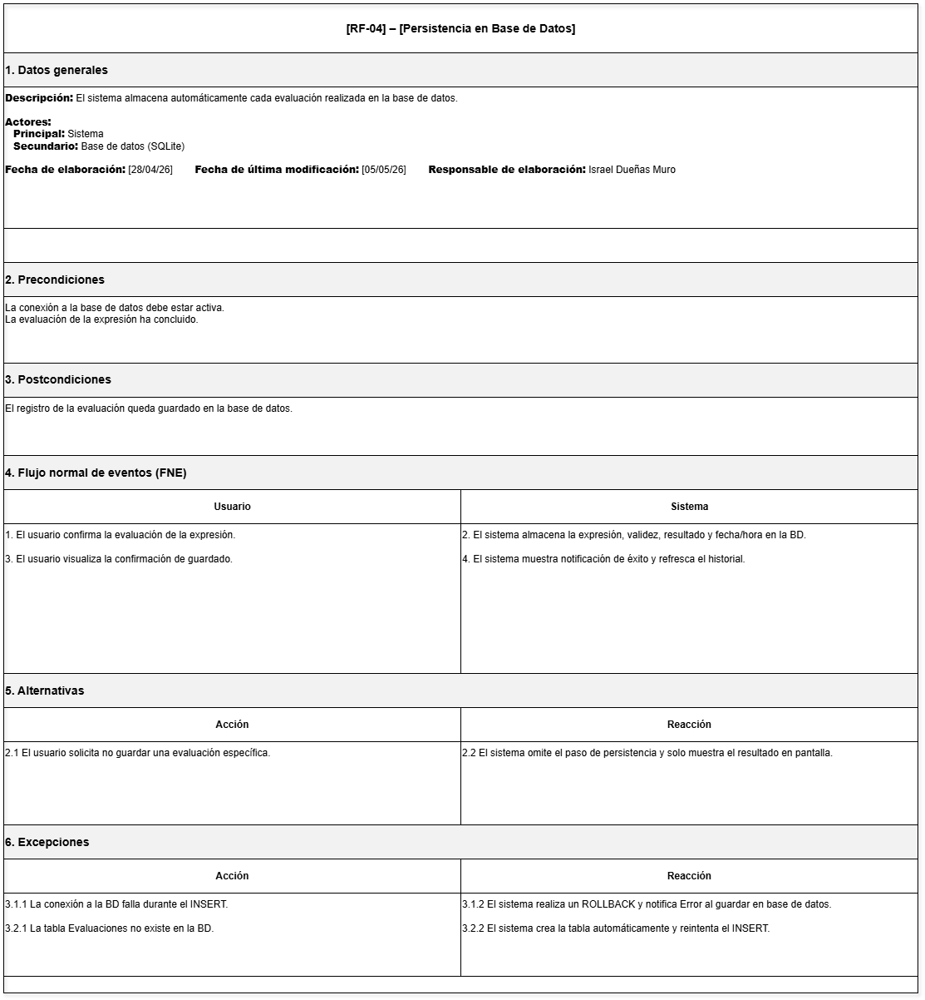 [RF-04] – [Persistencia en Base de Datos]
1. Datos generales
Descripción: El sistema almacena automáticamente cada evaluación realizada en la base de datos.
Actores:
Principal: Sistema
Secundario: Base de datos (SQLite)
Fecha de elaboración: [28/04/26] Fecha de última modificación: [05/05/26] Responsable de elaboración: Israel Dueñas Muro
2. Precondiciones
La conexión a la base de datos debe estar activa.
La evaluación de la expresión ha concluido.
3. Postcondiciones
El registro de la evaluación queda guardado en la base de datos.
4. Flujo normal de eventos (FNE)
Usuario
Sistema
1. El usuario confirma la evaluación de la expresión.
3. El usuario visualiza la confirmación de guardado.
2. El sistema almacena la expresión, validez, resultado y fecha/hora en la BD.
4. El sistema muestra notificación de éxito y refresca el historial.
5. Alternativas
Acción
Reacción
2.1 El usuario solicita no guardar una evaluación específica.
2.2 El sistema omite el paso de persistencia y solo muestra el resultado en pantalla.
6. Excepciones
Acción
Reacción
3.1.1 La conexión a la BD falla durante el INSERT.
3.2.1 La tabla Evaluaciones no existe en la BD.
3.1.2 El sistema realiza un ROLLBACK y notifica Error al guardar en base de datos.
3.2.2 El sistema crea la tabla automáticamente y reintenta el INSERT.